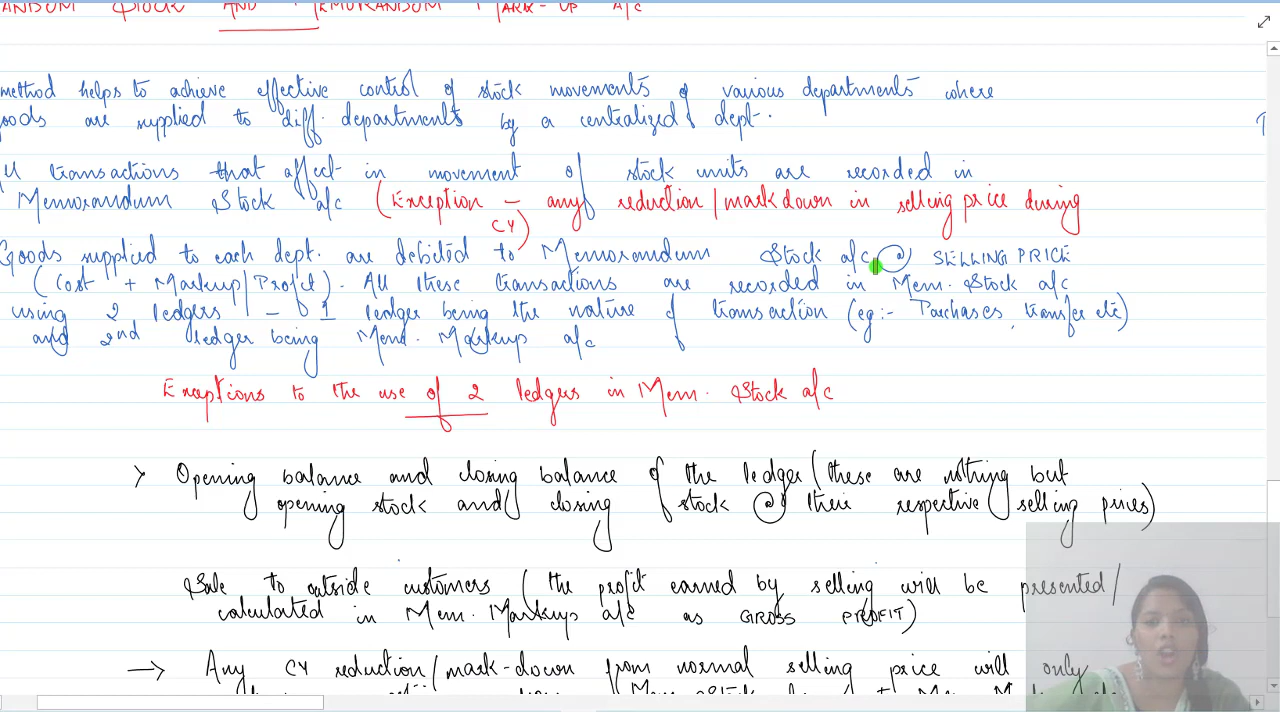 ANDUM STOCK AND MEMORANDUM MARK-UP A/C
method helps to achieve effective control of stock movements of various departments where
goods are supplied to diff. departments by a centralized dept.
All transactions that affect in movement of stock units are recorded in
Memorandum Stock a/c (Exception - any reduction/markdown in selling price during
CY)
Goods supplied to each dept. are debited to Memorandum Stock a/c @ SELLING PRICE
(Cost + Markup/Profit). All these transactions are recorded in Mem. Stock a/c
using 2 ledgers - 1 ledger being the nature of transaction (eg:- Purchases, transfer etc)
and 2nd ledger being Mem. Markup a/c
Exceptions to the use of 2 ledgers in Mem. Stock a/c
> Opening balance and closing balance of the ledger (these are nothing but
opening stock and closing stock @ their respective selling prices)
Sale to outside customers (the profit earned by selling will be presented/
calculated in Mem. Markup a/c as GROSS PROFIT)
→ Any CY reduction/mark-down from normal selling price will only